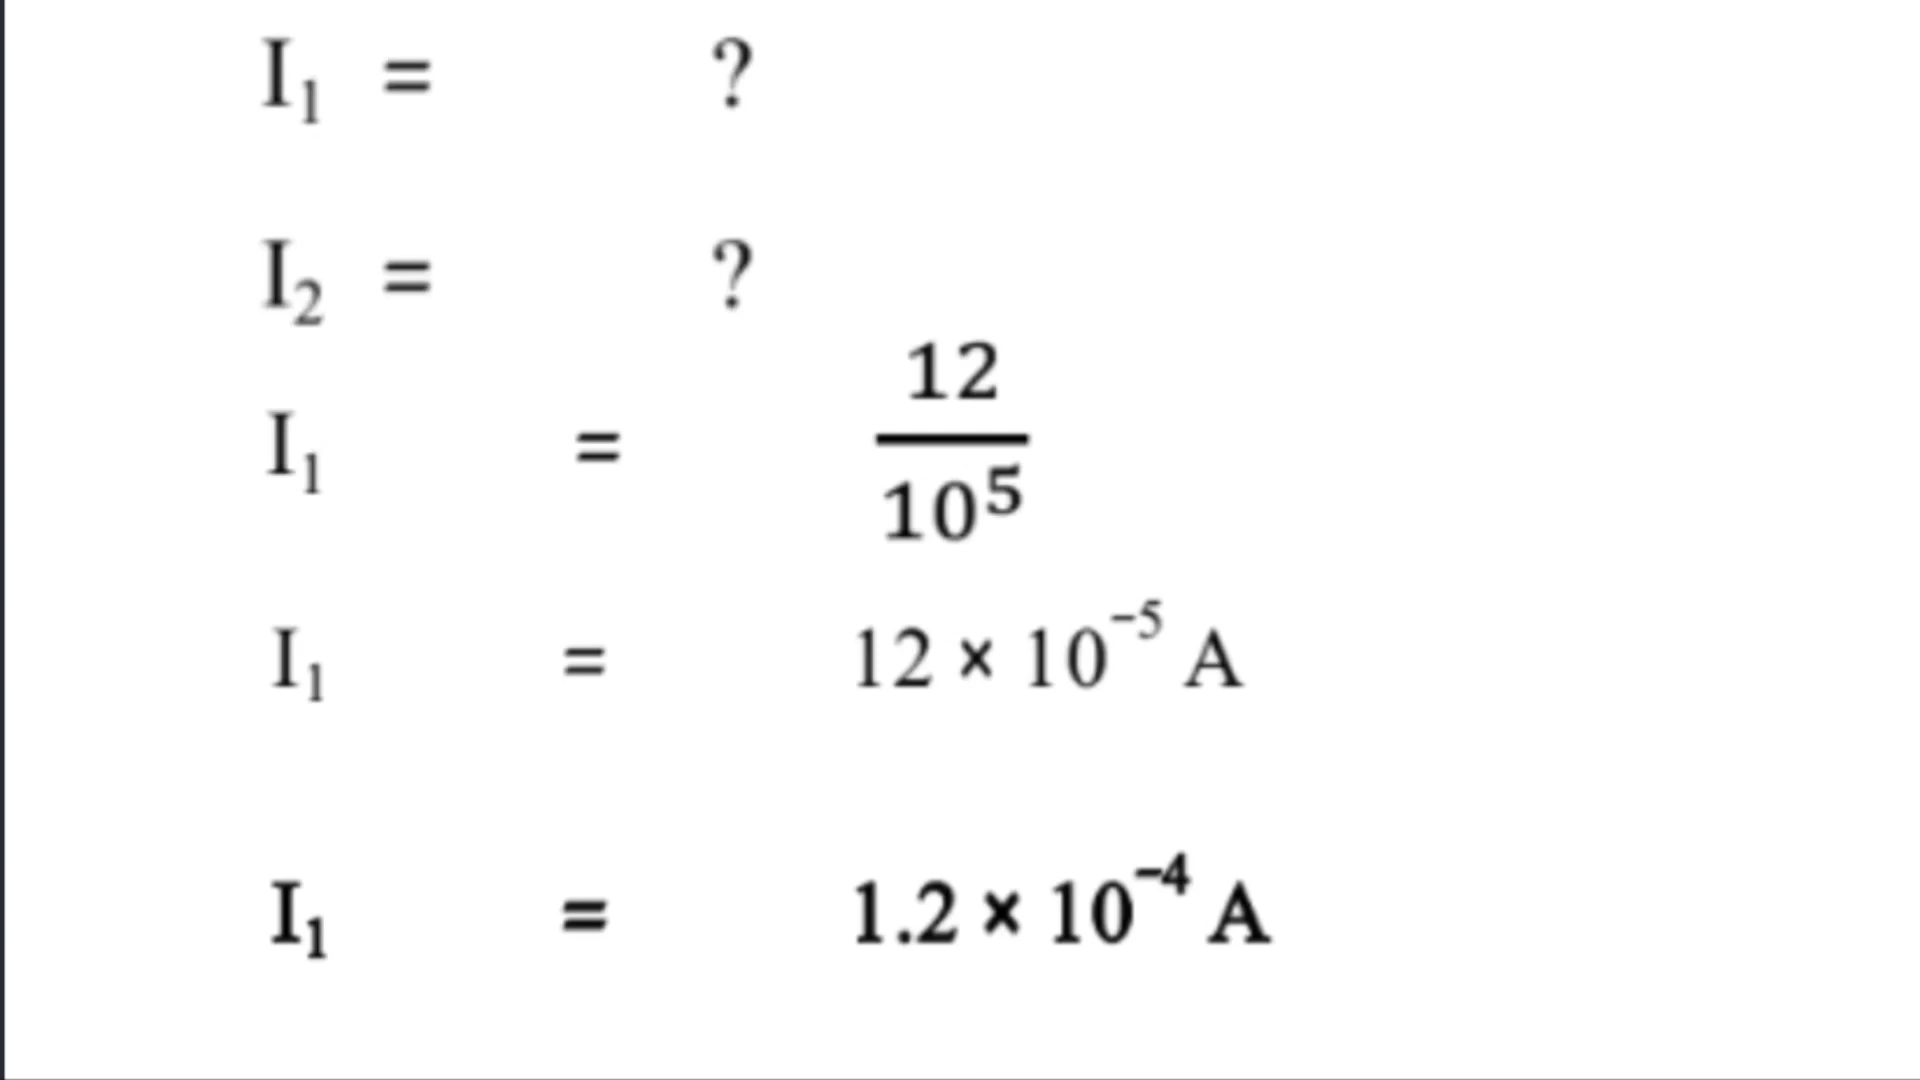 I₁ = ?
I₂ = ?
I₁ = 12/10⁵
I₁ = 12 × 10⁻⁵ A
I₁ = 1.2 × 10⁻⁴ A